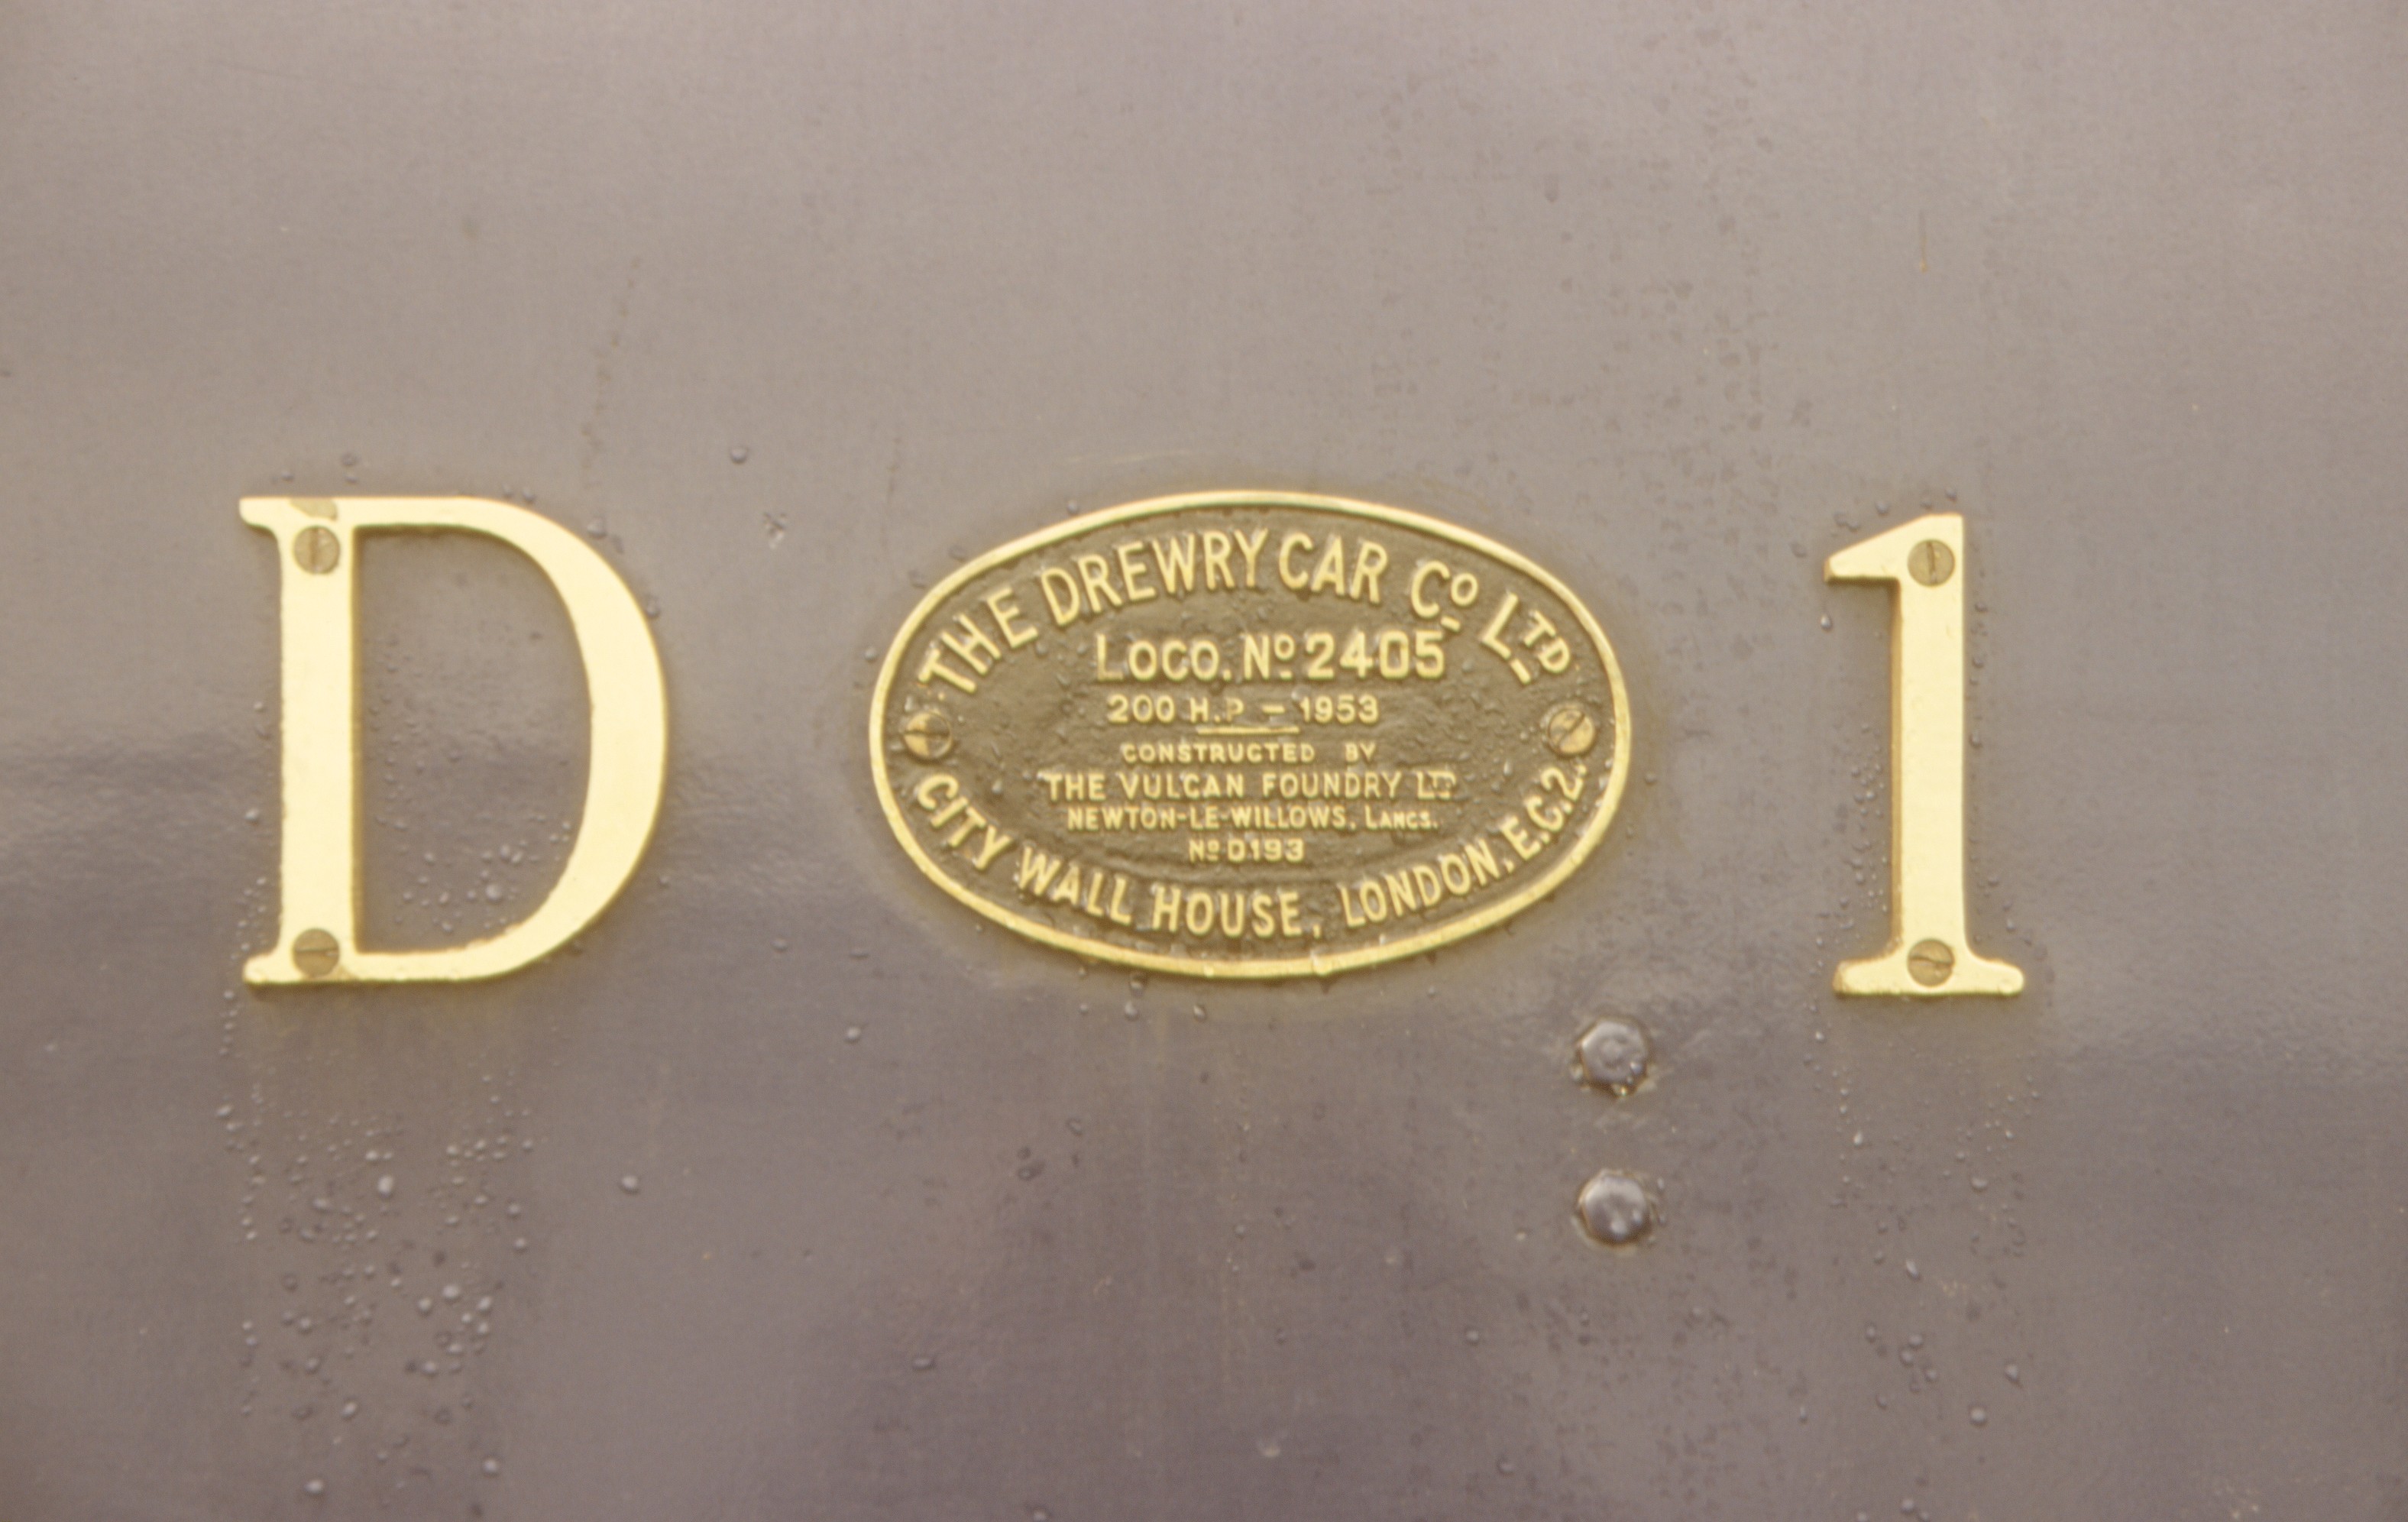 D
THE DREWRY CAR Cº LTD
LOCO. Nº 2405
200 H.P – 1953
CONSTRUCTED BY
THE VULCAN FOUNDRY LTD
NEWTON-LE-WILLOWS, LANCS.
Nº D193
CITY WALL HOUSE, LONDON, E.C.2.
1